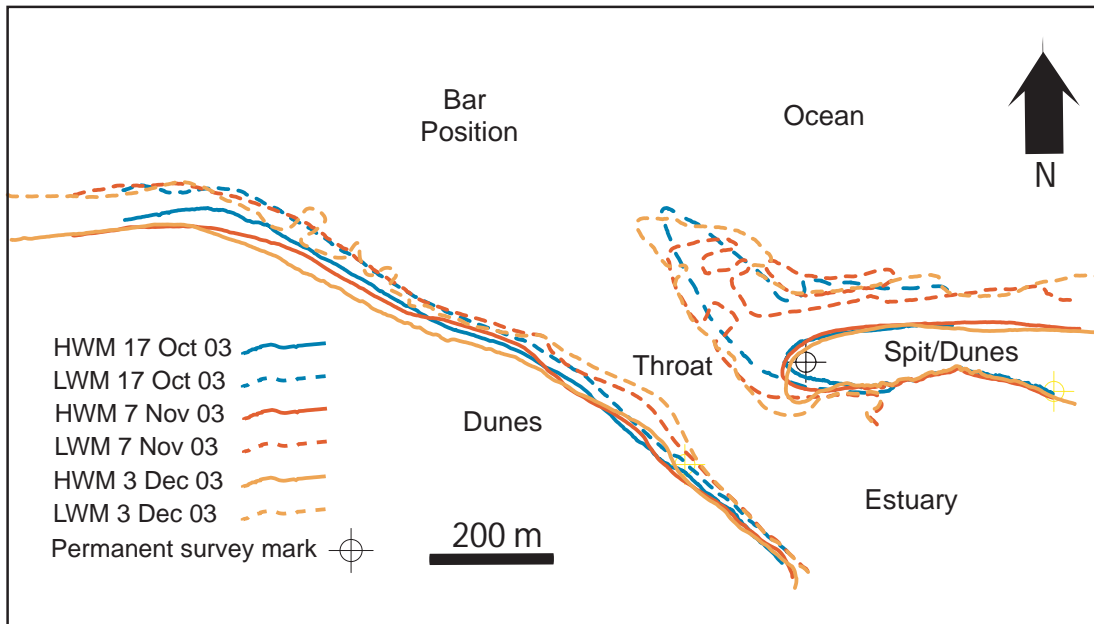 Bar
Position
Ocean
N
Throat
Spit/Dunes
Dunes
Estuary
HWM 17 Oct 03
LWM 17 Oct 03
HWM 7 Nov 03
LWM 7 Nov 03
HWM 3 Dec 03
LWM 3 Dec 03
Permanent survey mark
200 m